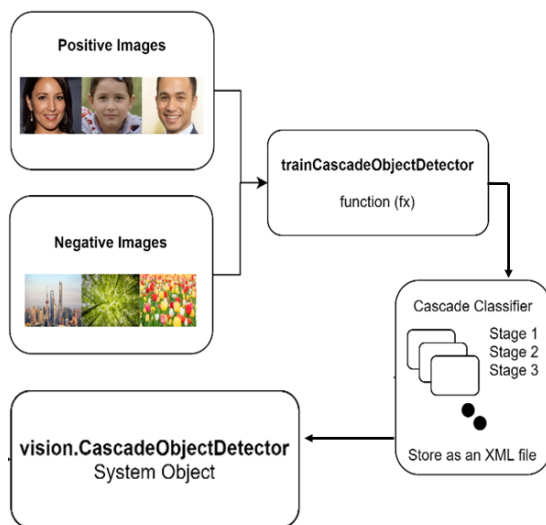 Positive Images
Negative Images
trainCascadeObjectDetector
function (fx)
Cascade Classifier
Stage 1
Stage 2
Stage 3
Store as an XML file
vision.CascadeObjectDetector
System Object